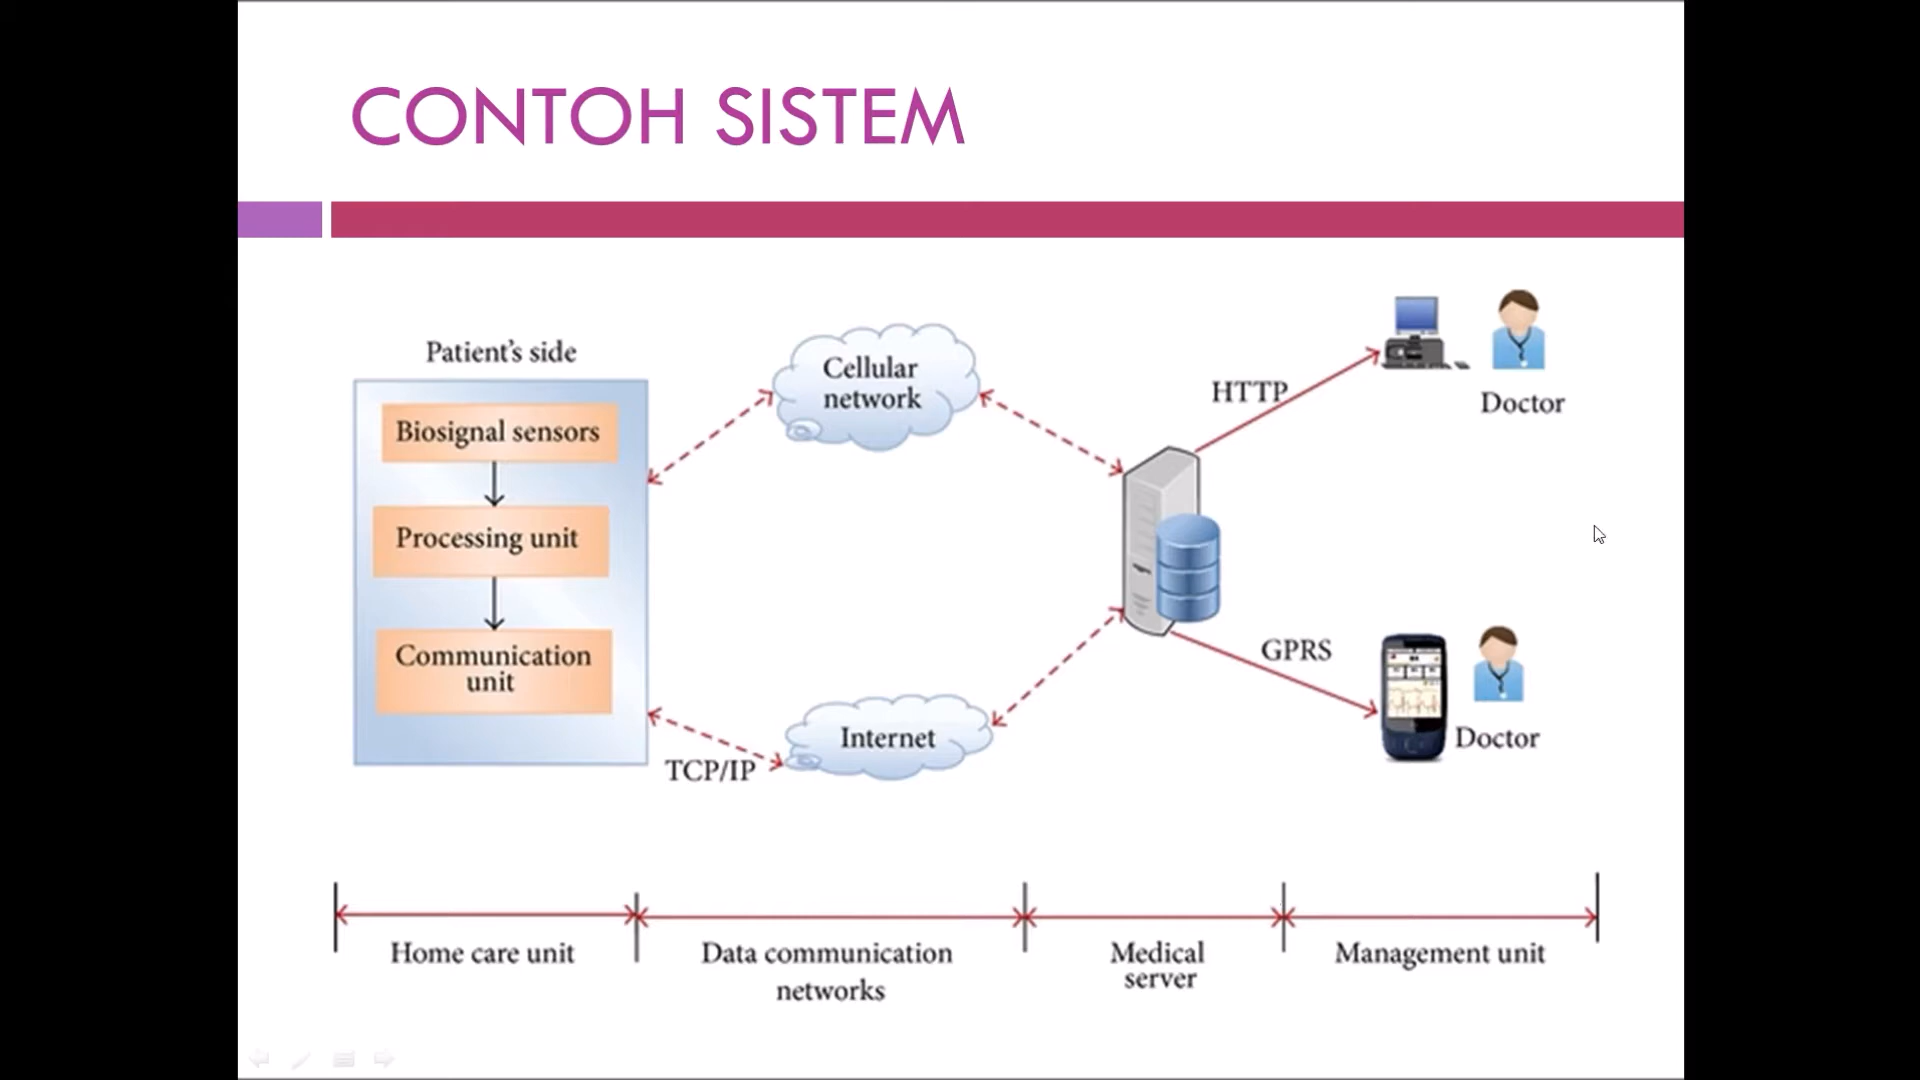 CONTOH SISTEM
Patient's side
Biosignal sensors
Processing unit
Communication
unit
Cellular
network
TCP/IP
Internet
HTTP
Doctor
GPRS
Doctor
Home care unit
Data communication
networks
Medical
server
Management unit